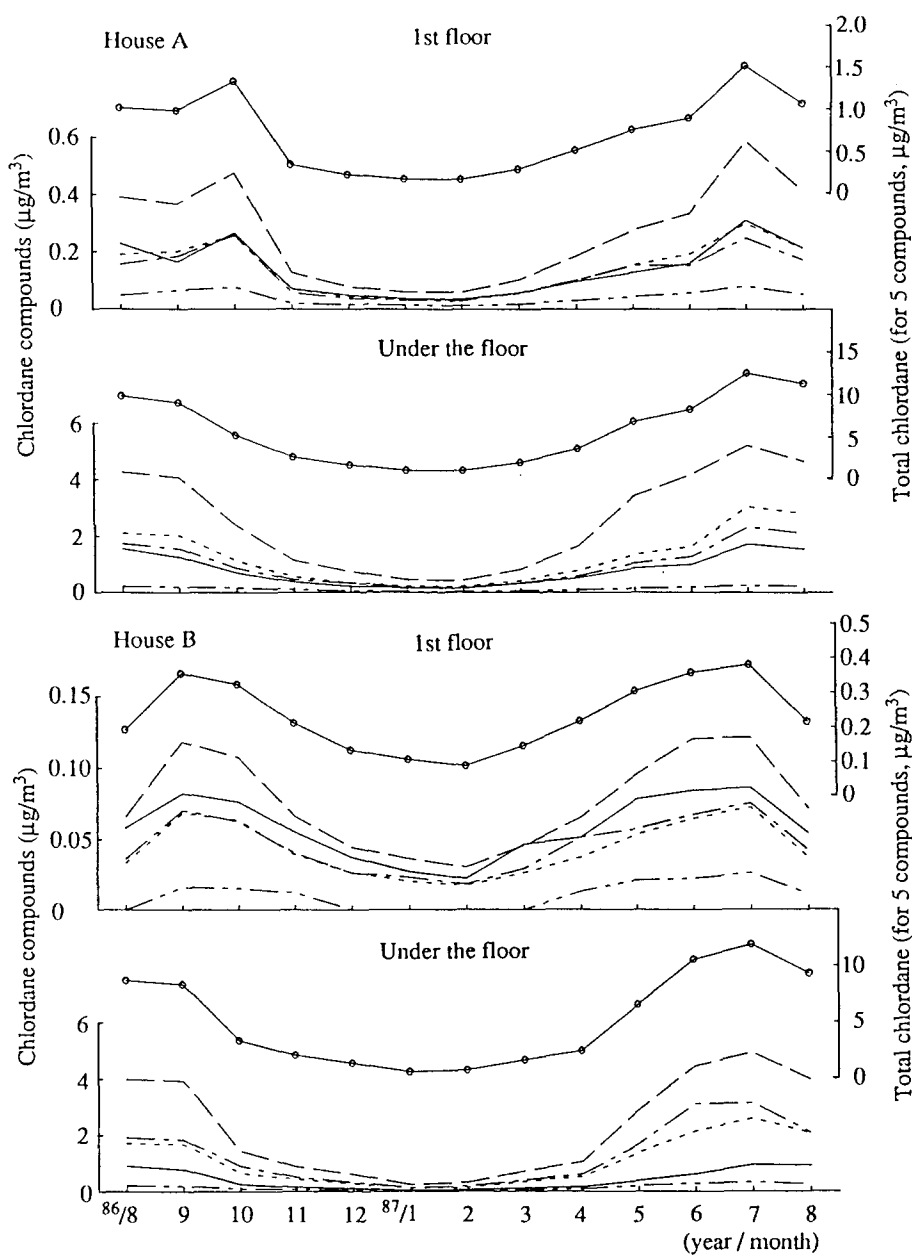 House A
1st floor
2.0
1.5
1.0
0.5
0
0.6
0.4
0.2
0
Under the floor
15
10
5
0
6
4
2
0
Chlordane compounds (µg/m³)
Total chlordane (for 5 compounds, µg/m³)
House B
1st floor
0.5
0.4
0.3
0.2
0.1
0
0.15
0.10
0.05
0
Under the floor
10
5
0
6
4
2
0
Chlordane compounds (µg/m³)
Total chlordane (for 5 compounds, µg/m³)
86/8 9 10 11 12 87/1 2 3 4 5 6 7 8
(year / month)